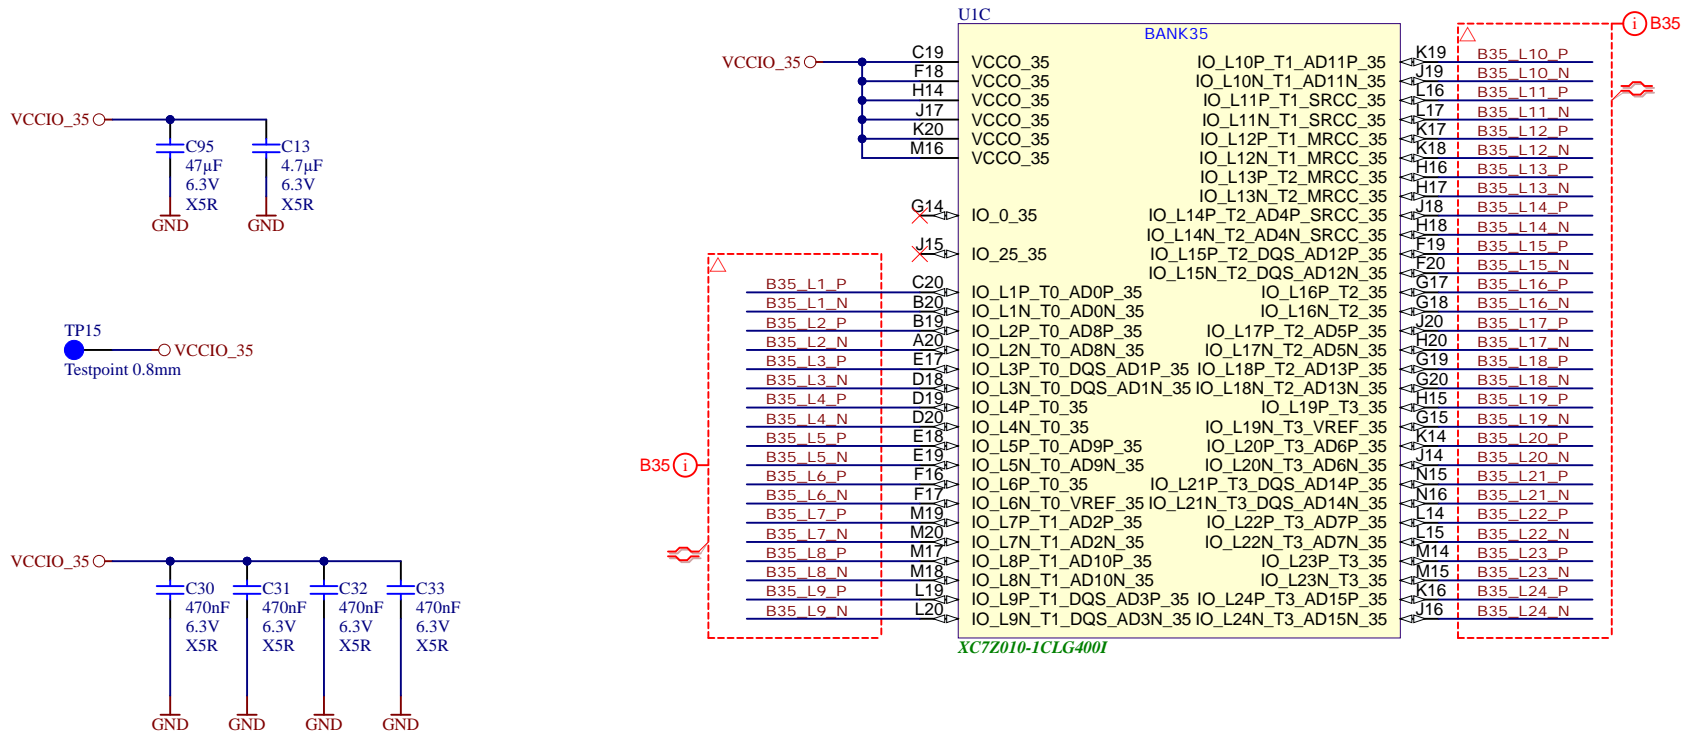 VCCIO_35
C95
47µF
6.3V
X5R
GND
C13
4.7µF
6.3V
X5R
GND
TP15
VCCIO_35
Testpoint 0.8mm
VCCIO_35
C30
470nF
6.3V
X5R
GND
C31
470nF
6.3V
X5R
GND
C32
470nF
6.3V
X5R
GND
C33
470nF
6.3V
X5R
GND
U1C
BANK35
VCCIO_35
C19 VCCO_35
F18 VCCO_35
H14 VCCO_35
J17 VCCO_35
K20 VCCO_35
M16 VCCO_35
G14 IO_0_35
J15 IO_25_35
B35_L1_P C20 IO_L1P_T0_AD0P_35
B35_L1_N B20 IO_L1N_T0_AD0N_35
B35_L2_P B19 IO_L2P_T0_AD8P_35
B35_L2_N A20 IO_L2N_T0_AD8N_35
B35_L3_P E17 IO_L3P_T0_DQS_AD1P_35
B35_L3_N D18 IO_L3N_T0_DQS_AD1N_35
B35_L4_P D19 IO_L4P_T0_35
B35_L4_N D20 IO_L4N_T0_35
B35_L5_P E18 IO_L5P_T0_AD9P_35
B35_L5_N E19 IO_L5N_T0_AD9N_35
B35_L6_P F16 IO_L6P_T0_35
B35_L6_N F17 IO_L6N_T0_VREF_35
B35_L7_P M19 IO_L7P_T1_AD2P_35
B35_L7_N M20 IO_L7N_T1_AD2N_35
B35_L8_P M17 IO_L8P_T1_AD10P_35
B35_L8_N M18 IO_L8N_T1_AD10N_35
B35_L9_P L19 IO_L9P_T1_DQS_AD3P_35
B35_L9_N L20 IO_L9N_T1_DQS_AD3N_35
B35 i
IO_L10P_T1_AD11P_35 K19 B35_L10_P
IO_L10N_T1_AD11N_35 J19 B35_L10_N
IO_L11P_T1_SRCC_35 L16 B35_L11_P
IO_L11N_T1_SRCC_35 L17 B35_L11_N
IO_L12P_T1_MRCC_35 K17 B35_L12_P
IO_L12N_T1_MRCC_35 K18 B35_L12_N
IO_L13P_T2_MRCC_35 H16 B35_L13_P
IO_L13N_T2_MRCC_35 H17 B35_L13_N
IO_L14P_T2_AD4P_SRCC_35 J18 B35_L14_P
IO_L14N_T2_AD4N_SRCC_35 H18 B35_L14_N
IO_L15P_T2_DQS_AD12P_35 F19 B35_L15_P
IO_L15N_T2_DQS_AD12N_35 F20 B35_L15_N
IO_L16P_T2_35 G17 B35_L16_P
IO_L16N_T2_35 G18 B35_L16_N
IO_L17P_T2_AD5P_35 J20 B35_L17_P
IO_L17N_T2_AD5N_35 H20 B35_L17_N
IO_L18P_T2_AD13P_35 G19 B35_L18_P
IO_L18N_T2_AD13N_35 G20 B35_L18_N
IO_L19P_T3_35 H15 B35_L19_P
IO_L19N_T3_VREF_35 G15 B35_L19_N
IO_L20P_T3_AD6P_35 K14 B35_L20_P
IO_L20N_T3_AD6N_35 J14 B35_L20_N
IO_L21P_T3_DQS_AD14P_35 N15 B35_L21_P
IO_L21N_T3_DQS_AD14N_35 N16 B35_L21_N
IO_L22P_T3_AD7P_35 L14 B35_L22_P
IO_L22N_T3_AD7N_35 L15 B35_L22_N
IO_L23P_T3_35 M14 B35_L23_P
IO_L23N_T3_35 M15 B35_L23_N
IO_L24P_T3_AD15P_35 K16 B35_L24_P
IO_L24N_T3_AD15N_35 J16 B35_L24_N
i B35
XC7Z010-1CLG400I